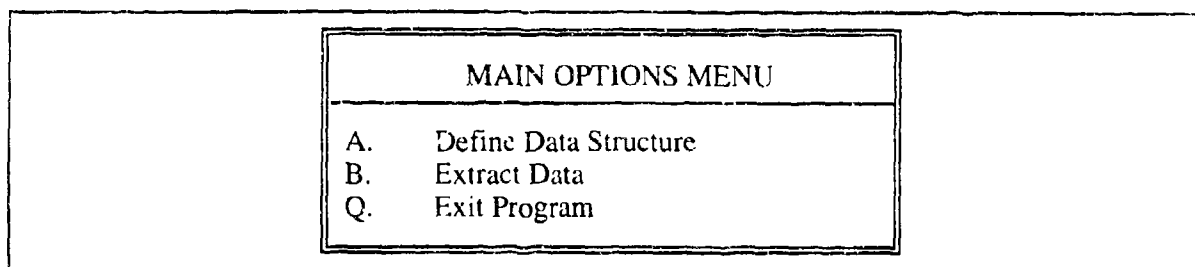 MAIN OPTIONS MENU
A. Define Data Structure
B. Extract Data
Q. Exit Program